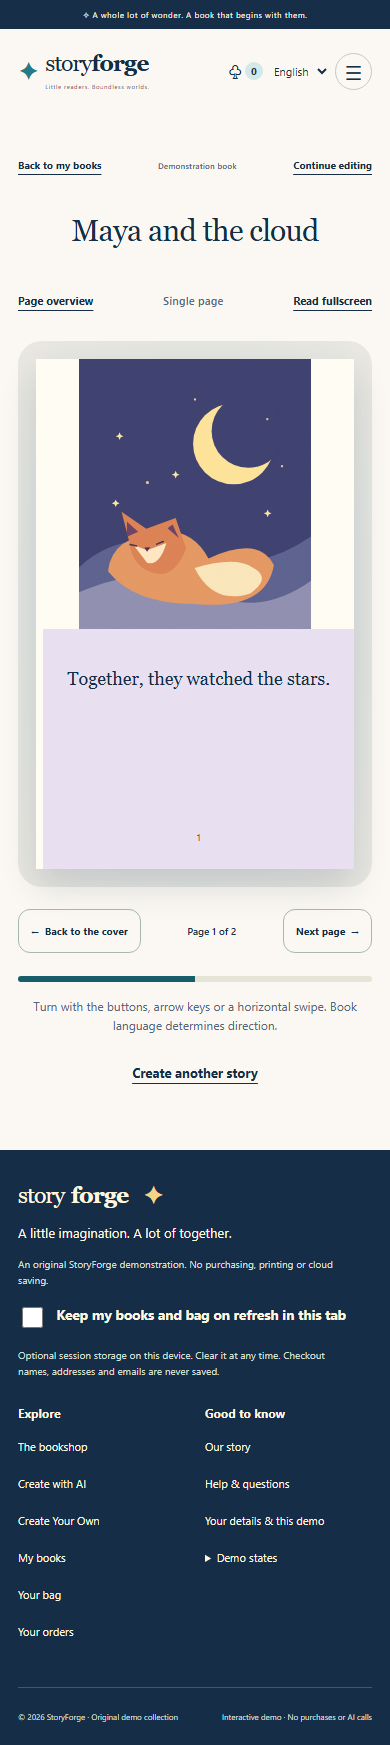 ✧ A whole lot of wonder. A book that begins with them.
storyforge
Little readers. Boundless worlds.
0
English
Back to my books
Demonstration book
Continue editing
Maya and the cloud
Page overview
Single page
Read fullscreen
Together, they watched the stars.
1
← Back to the cover
Page 1 of 2
Next page →
Turn with the buttons, arrow keys or a horizontal swipe. Book
language determines direction.
Create another story
story forge
A little imagination. A lot of together.
An original StoryForge demonstration. No purchasing, printing or cloud
saving.
Keep my books and bag on refresh in this tab
Optional session storage on this device. Clear it at any time. Checkout
names, addresses and emails are never saved.
Explore
The bookshop
Create with AI
Create Your Own
My books
Your bag
Your orders
Good to know
Our story
Help & questions
Your details & this demo
▶ Demo states
© 2026 StoryForge · Original demo collection
Interactive demo · No purchases or AI calls